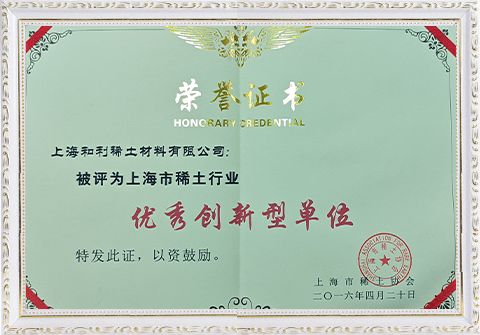 荣誉证书
HONORARY CREDENTIAL
上海和利稀土材料有限公司:
被评为上海市稀土行业
优秀创新型单位
特发此证，以资鼓励。
上海市稀土协会
二〇一六年四月二十日